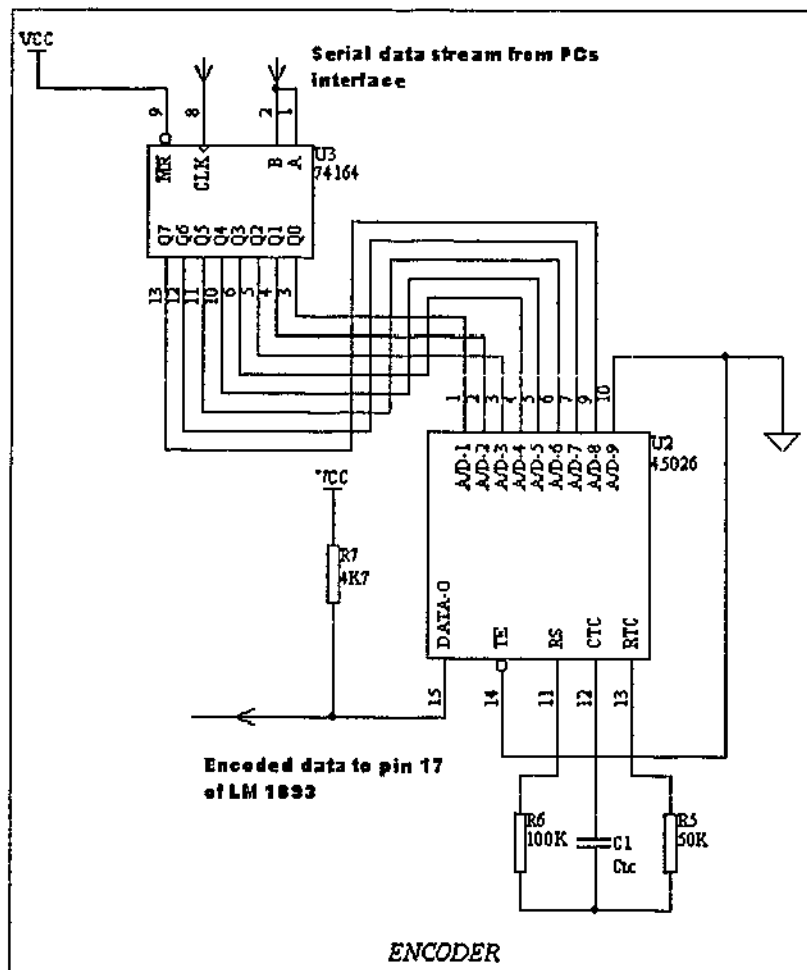 VCC
Serial data stream from PCs
interface
9
8
2
1
MR
CLK
B
A
U3
74164
Q7
Q6
Q5
Q4
Q3
Q2
Q1
Q0
13
12
11
10
6
5
4
3
1
2
3
4
5
6
7
9
10
A/D-1
A/D-2
A/D-3
A/D-4
A/D-5
A/D-6
A/D-7
A/D-8
A/D-9
U2
45026
VCC
R7
4K7
DATA-O
TE
RS
CTC
RTC
15
14
11
12
13
Encoded data to pin 17
of LM 1893
R6
100K
C1
Ctc
R5
50K
ENCODER